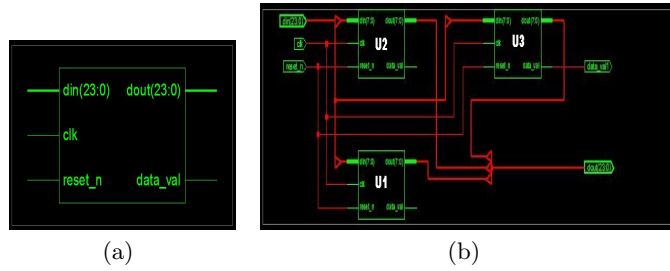 din(23:0) dout(23:0)
clk
reset_n data_val
(a)
din(23:0)
clk
reset_n
din(7:0) dout(7:0)
clk
U2
reset_n data_val
din(7:0) dout(7:0)
clk
U3
reset_n data_val
data_val
din(7:0) dout(7:0)
clk
U1
reset_n data_val
dout(23:0)
(b)